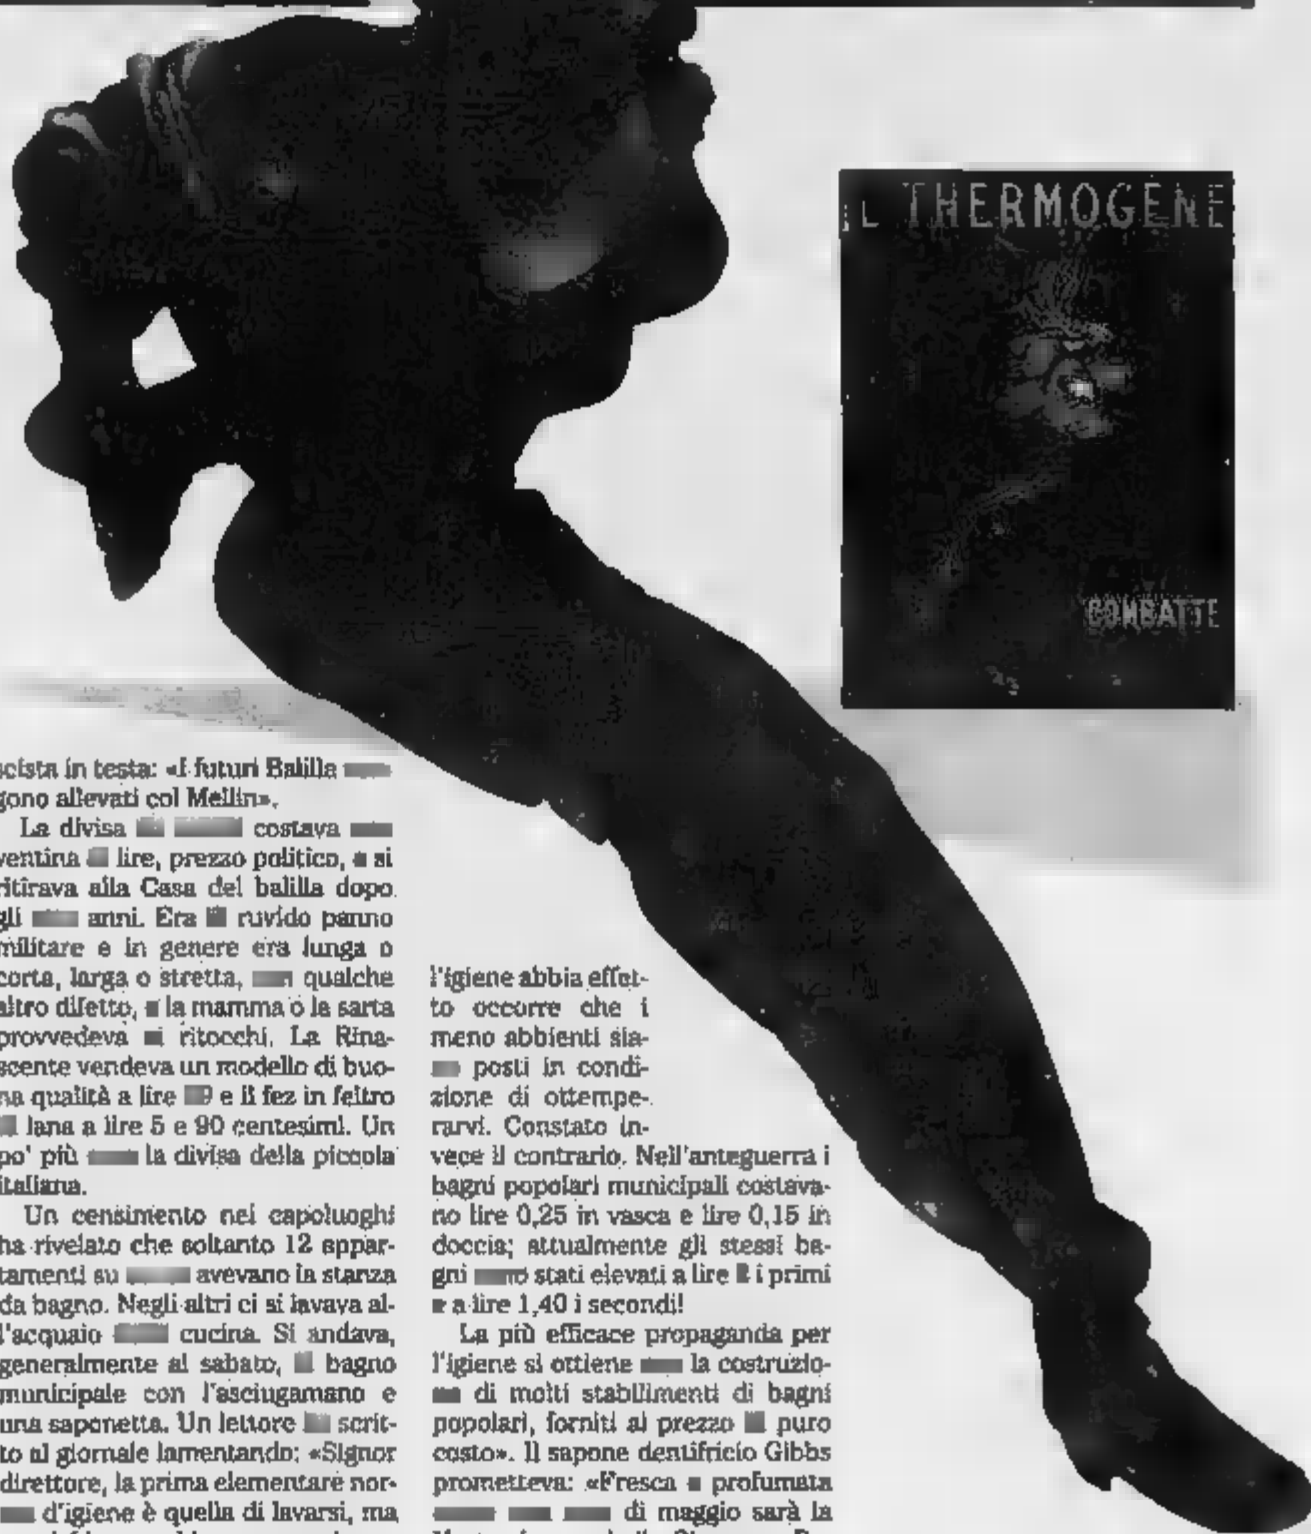 IL THERMOGENE
COMBATTE
scista in testa: «I futuri Balilla
gono allevati col Mellin».
La divisa costava
ventina lire, prezzo politico, si
ritirava alla Casa del balilla dopo
gli anni. Era ruvido panno
militare e in genere era lunga o
corta, larga o stretta, qualche
altro difetto, la mamma o la sarta
provvedeva ritocchi. La Rina-
scente vendeva un modello di buo-
na qualità a lire e il fez in feltro
lana a lire 5 e 90 centesimi. Un
po' più la divisa della piccola
italiana.
Un censimento nei capoluoghi
ha rivelato che soltanto 12 appar-
tamenti su avevano la stanza
da bagno. Negli altri ci si lavava al-
l'acquaio cucina. Si andava,
generalmente al sabato, bagno
municipale con l'asciugamano e
una saponetta. Un lettore scrit-
to al giornale lamentando: «Signor
direttore, la prima elementare nor-
d'igiene è quella di lavarsi, ma
l'igiene abbia effet-
to occorre che i
meno abbienti sia-
posti in condi-
zione di ottempe-
rarvi. Constato in-
vece il contrario. Nell'anteguerra i
bagni popolari municipali costava-
no lire 0,25 in vasca e lire 0,15 in
doccia; attualmente gli stessi ba-
gni stati elevati a lire i primi
a lire 1,40 i secondi!
La più efficace propaganda per
l'igiene si ottiene la costruzio-
di molti stabilimenti di bagni
popolari, forniti al prezzo puro
costo». Il sapone dentifricio Gibbs
prometteva: «Fresca profumata
di maggio sarà la